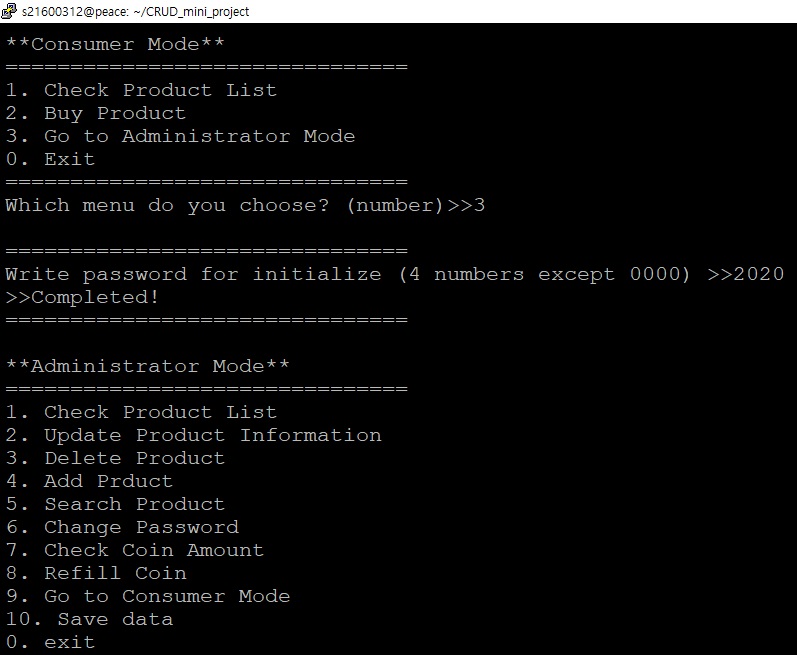 s21600312@peace: ~/CRUD_mini_project
**Consumer Mode**
===============================
1. Check Product List
2. Buy Product
3. Go to Administrator Mode
0. Exit
===============================
Which menu do you choose? (number)>>3
===============================
Write password for initialize (4 numbers except 0000) >>2020
>>Completed!
===============================
**Administrator Mode**
===============================
1. Check Product List
2. Update Product Information
3. Delete Product
4. Add Prduct
5. Search Product
6. Change Password
7. Check Coin Amount
8. Refill Coin
9. Go to Consumer Mode
10. Save data
0. exit